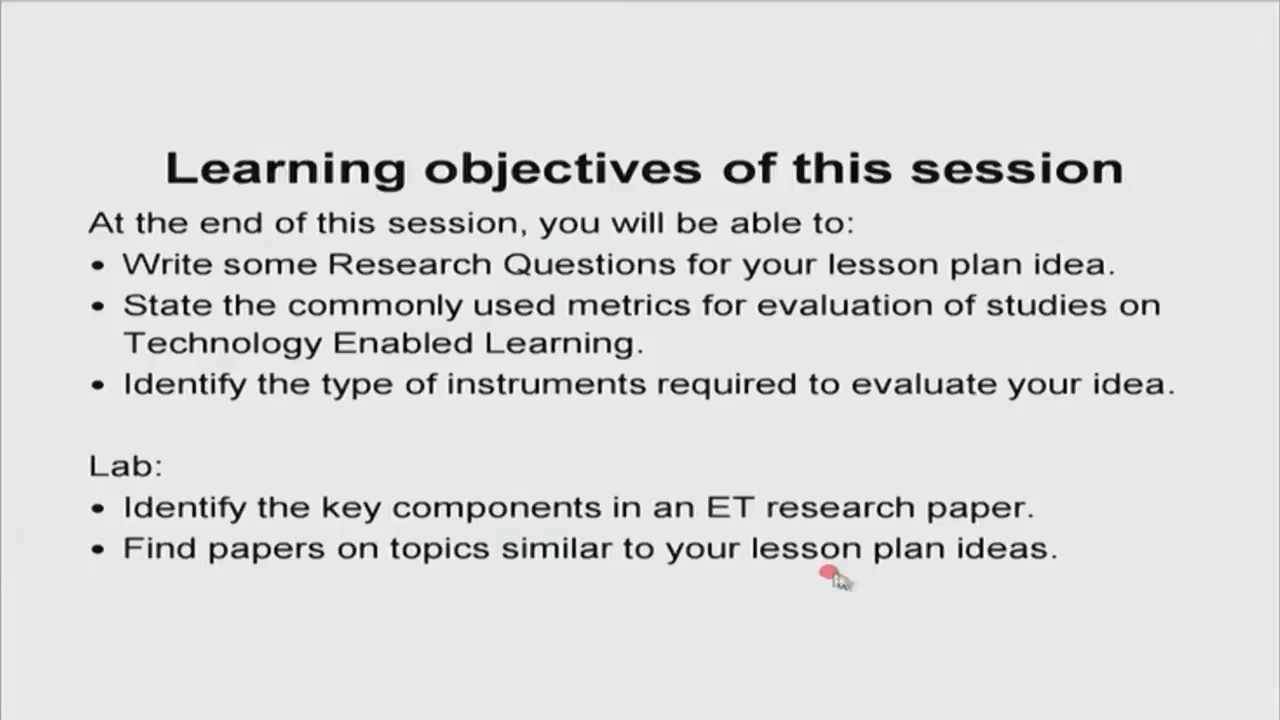 Learning objectives of this session
At the end of this session, you will be able to:
• Write some Research Questions for your lesson plan idea.
• State the commonly used metrics for evaluation of studies on
Technology Enabled Learning.
• Identify the type of instruments required to evaluate your idea.
Lab:
• Identify the key components in an ET research paper.
• Find papers on topics similar to your lesson plan ideas.